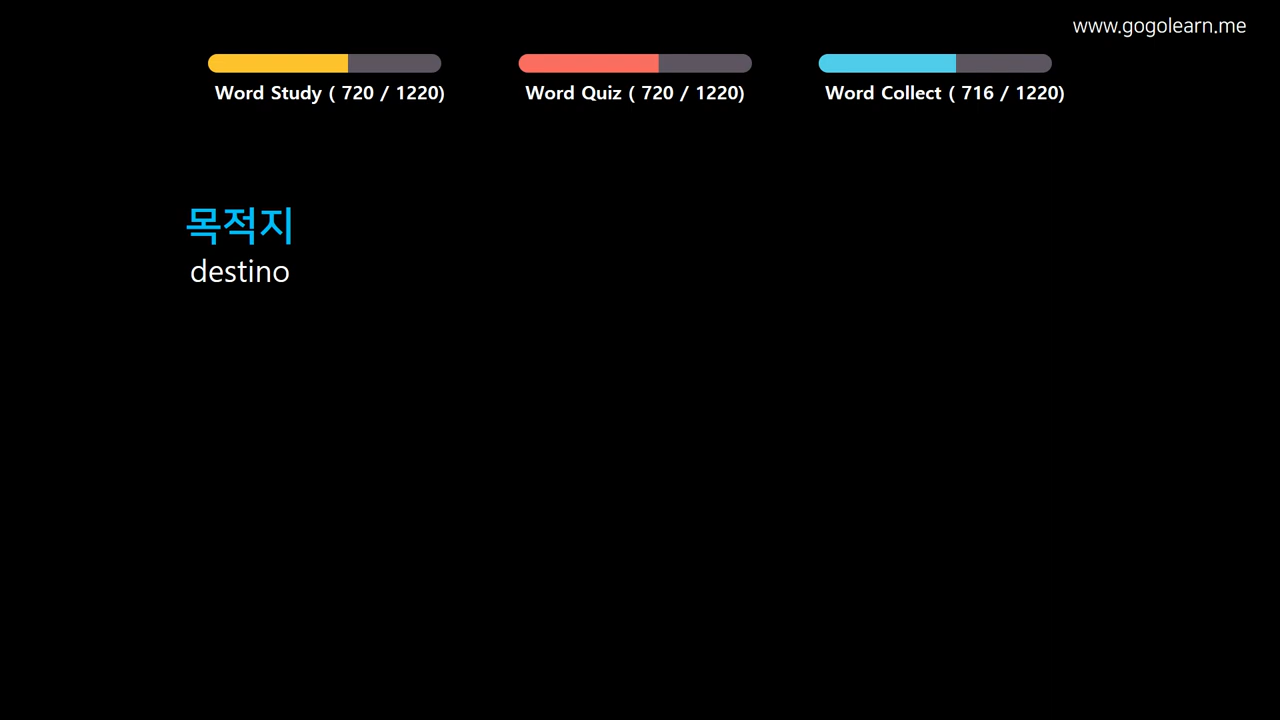 www.gogolearn.me
Word Study ( 720 / 1220)
Word Quiz ( 720 / 1220)
Word Collect ( 716 / 1220)
목적지
destino